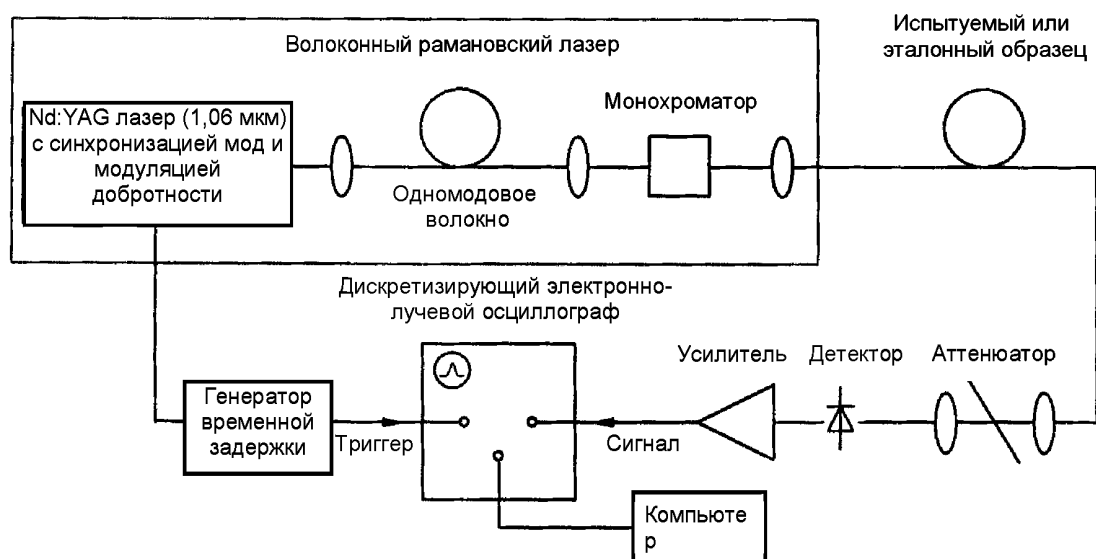 Испытуемый или
эталонный образец
Волоконный рамановский лазер
Монохроматор
Nd:YAG лазер (1,06 мкм)
с синхронизацией мод и
модуляцией
добротности
Одномодовое
волокно
Дискретизирующий электронно-
лучевой осциллограф
Усилитель
Детектор
Аттенюатор
Генератор
временной
задержки
Триггер
Сигнал
Компьюте
р